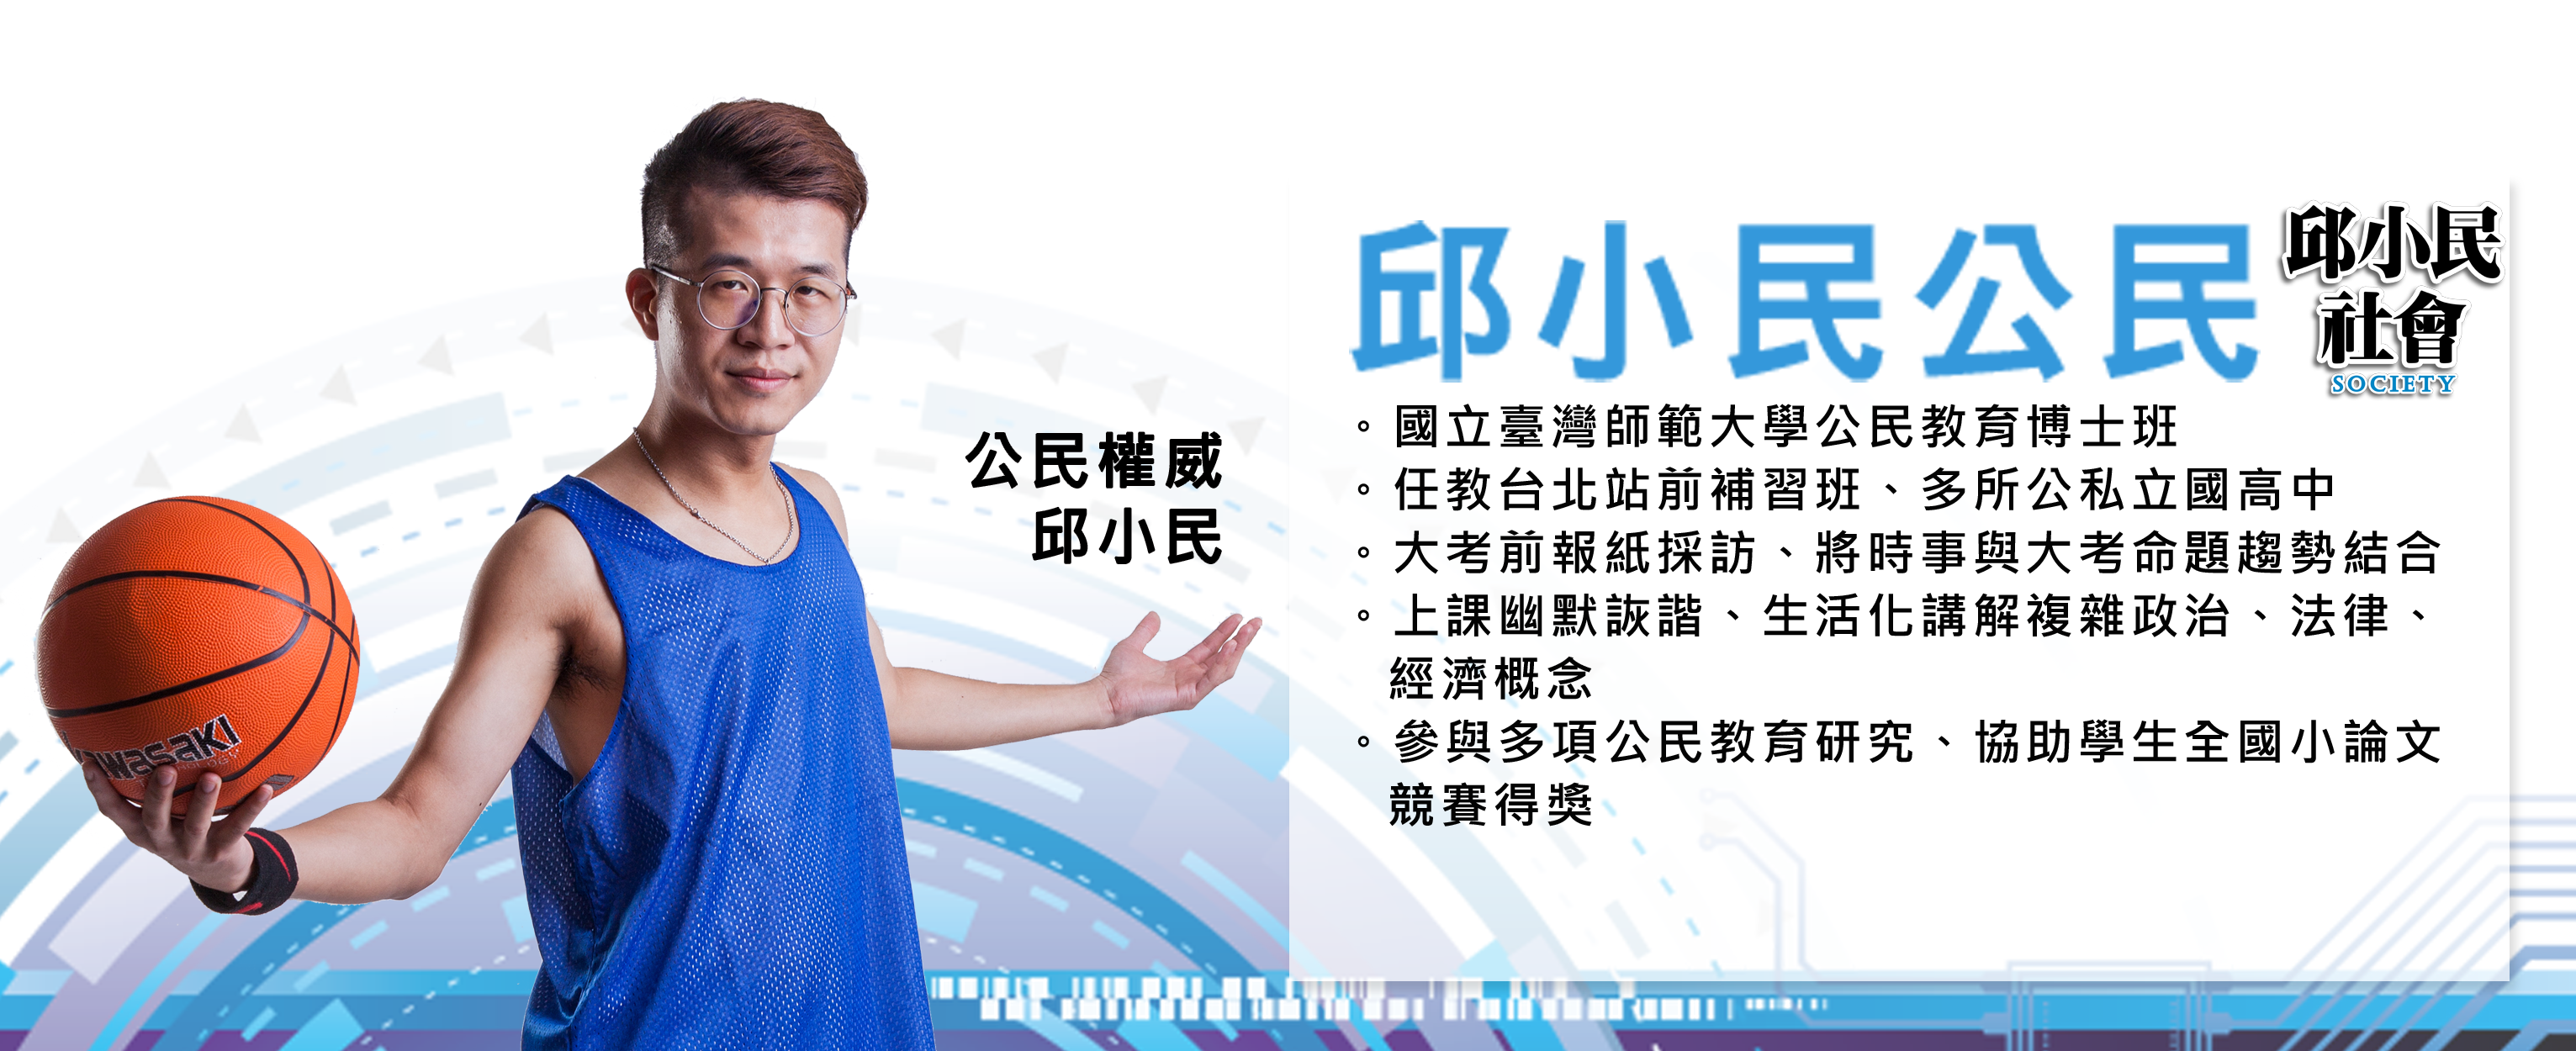 公民權威
邱小民
邱小民公民
邱小民
社會
SOCIETY
。國立臺灣師範大學公民教育博士班
。任教台北站前補習班、多所公私立國高中
。大考前報紙採訪、將時事與大考命題趨勢結合
。上課幽默詼諧、生活化講解複雜政治、法律、
經濟概念
。參與多項公民教育研究、協助學生全國小論文
競賽得獎